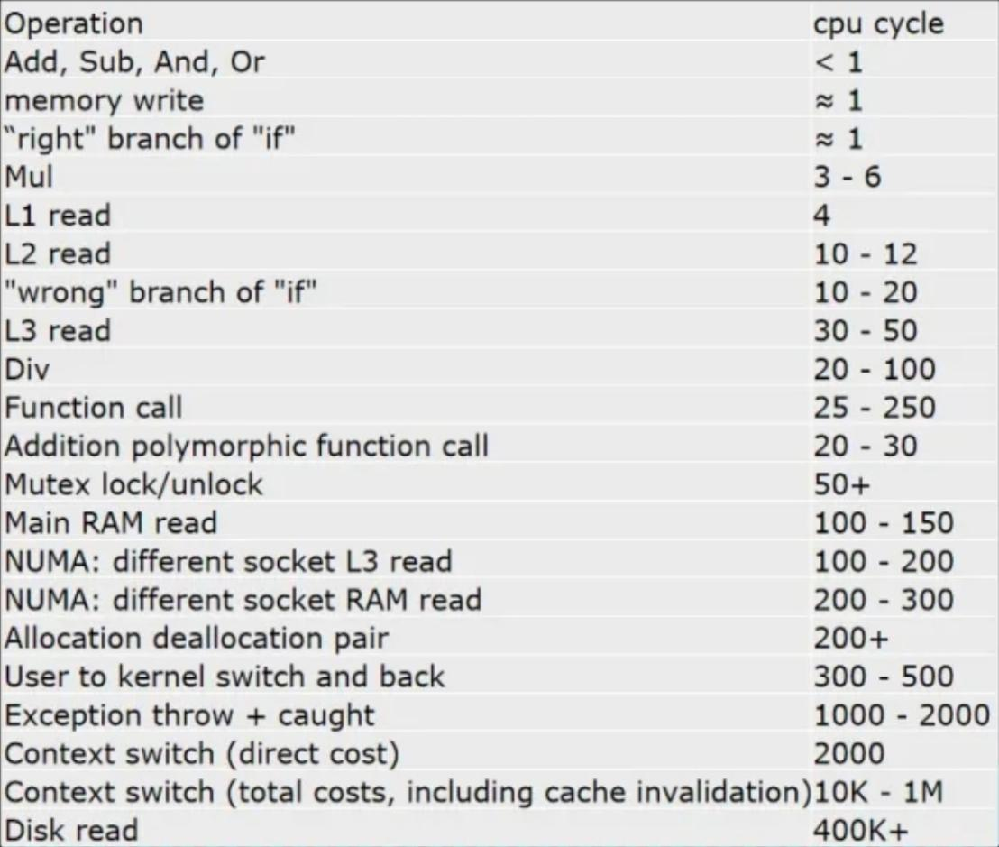 Operation cpu cycle
Add, Sub, And, Or < 1
memory write ≈ 1
“right" branch of "if" ≈ 1
Mul 3 - 6
L1 read 4
L2 read 10 - 12
"wrong" branch of "if" 10 - 20
L3 read 30 - 50
Div 20 - 100
Function call 25 - 250
Addition polymorphic function call 20 - 30
Mutex lock/unlock 50+
Main RAM read 100 - 150
NUMA: different socket L3 read 100 - 200
NUMA: different socket RAM read 200 - 300
Allocation deallocation pair 200+
User to kernel switch and back 300 - 500
Exception throw + caught 1000 - 2000
Context switch (direct cost) 2000
Context switch (total costs, including cache invalidation) 10K - 1M
Disk read 400K+